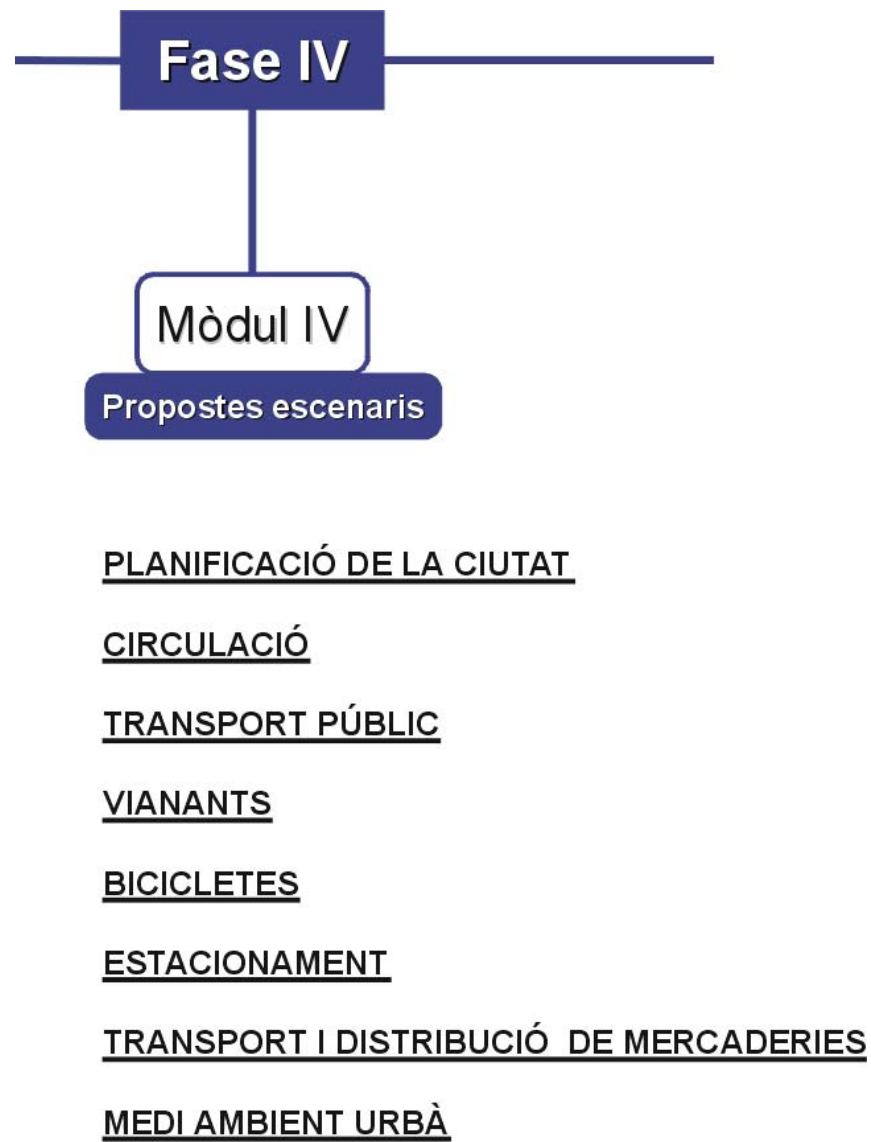 Fase IV
Mòdul IV
Propostes escenaris
PLANIFICACIÓ DE LA CIUTAT
CIRCULACIÓ
TRANSPORT PÚBLIC
VIANANTS
BICICLETES
ESTACIONAMENT
TRANSPORT I DISTRIBUCIÓ DE MERCADERIES
MEDI AMBIENT URBÀ